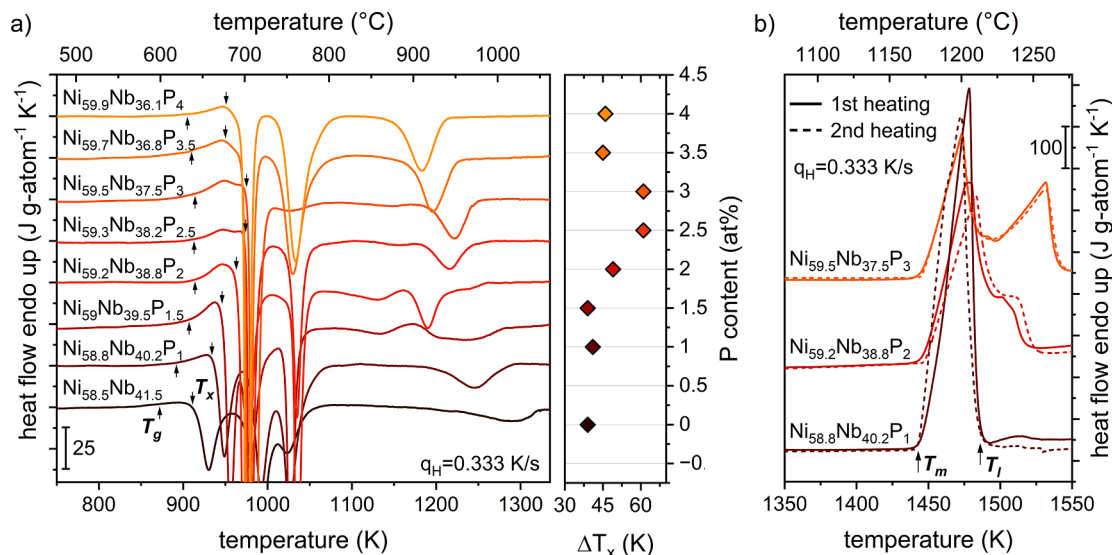 a)
temperature (°C)
500 600 700 800 900 1000
heat flow endo up (J g-atom⁻¹ K⁻¹)
Ni59.9Nb36.1P4
Ni59.7Nb36.8P3.5
Ni59.5Nb37.5P3
Ni59.3Nb38.2P2.5
Ni59.2Nb38.8P2
Ni59Nb39.5P1.5
Ni58.8Nb40.2P1
Ni58.5Nb41.5
Tg
Tx
25
qH=0.333 K/s
800 900 1000 1100 1200 1300
temperature (K)
4.5
4
3.5
3
2.5
2
1.5
1
0.5
0
P content (at%)
30 45 60
ΔTx (K)
b)
temperature (°C)
1100 1150 1200 1250
1st heating
2nd heating
qH=0.333 K/s
100
Ni59.5Nb37.5P3
Ni59.2Nb38.8P2
Ni58.8Nb40.2P1
Tm
Tl
1350 1400 1450 1500 1550
temperature (K)
heat flow endo up (J g-atom⁻¹ K⁻¹)